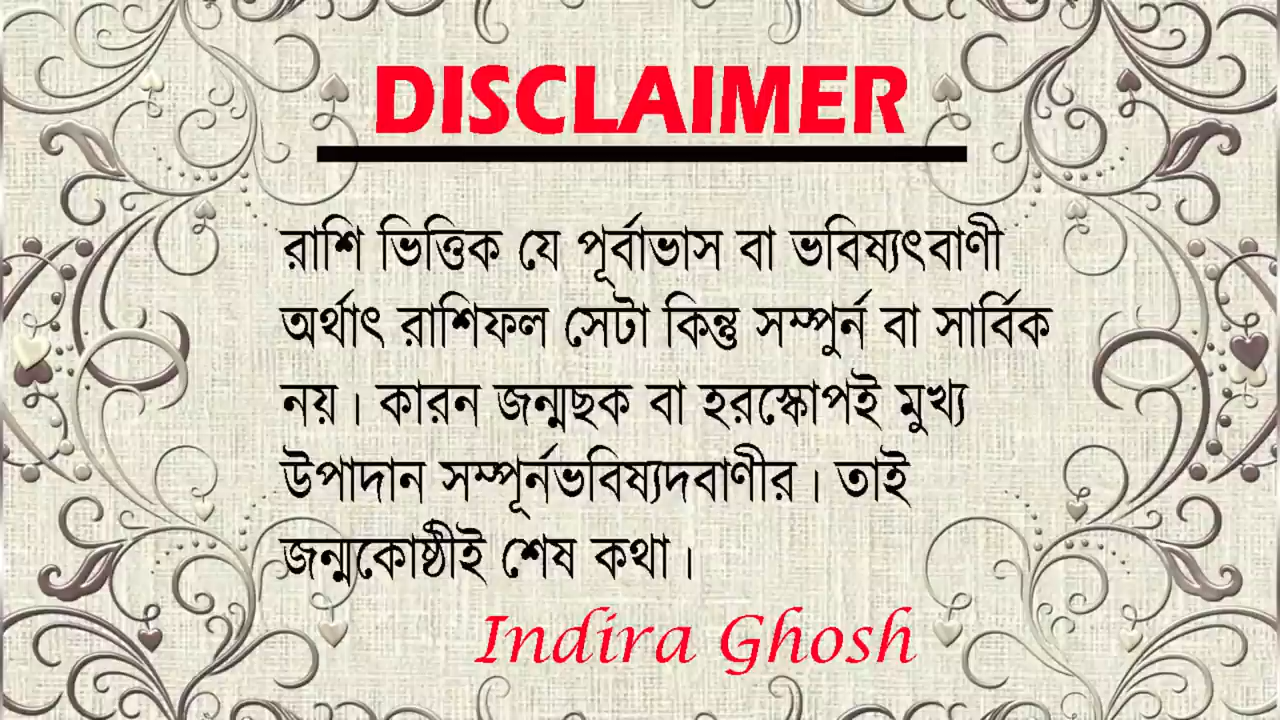 DISCLAIMER
রাশি ভিত্তিক যে পূর্বাভাস বা ভবিষ্যৎবাণী
অর্থাৎ রাশিফল সেটা কিন্তু সম্পুর্ন বা সার্বিক
নয়। কারন জন্মছক বা হরস্কোপই মুখ্য
উপাদান সম্পূর্নভবিষ্যদবাণীর। তাই
জন্মকোষ্ঠীই শেষ কথা।
Indira Ghosh